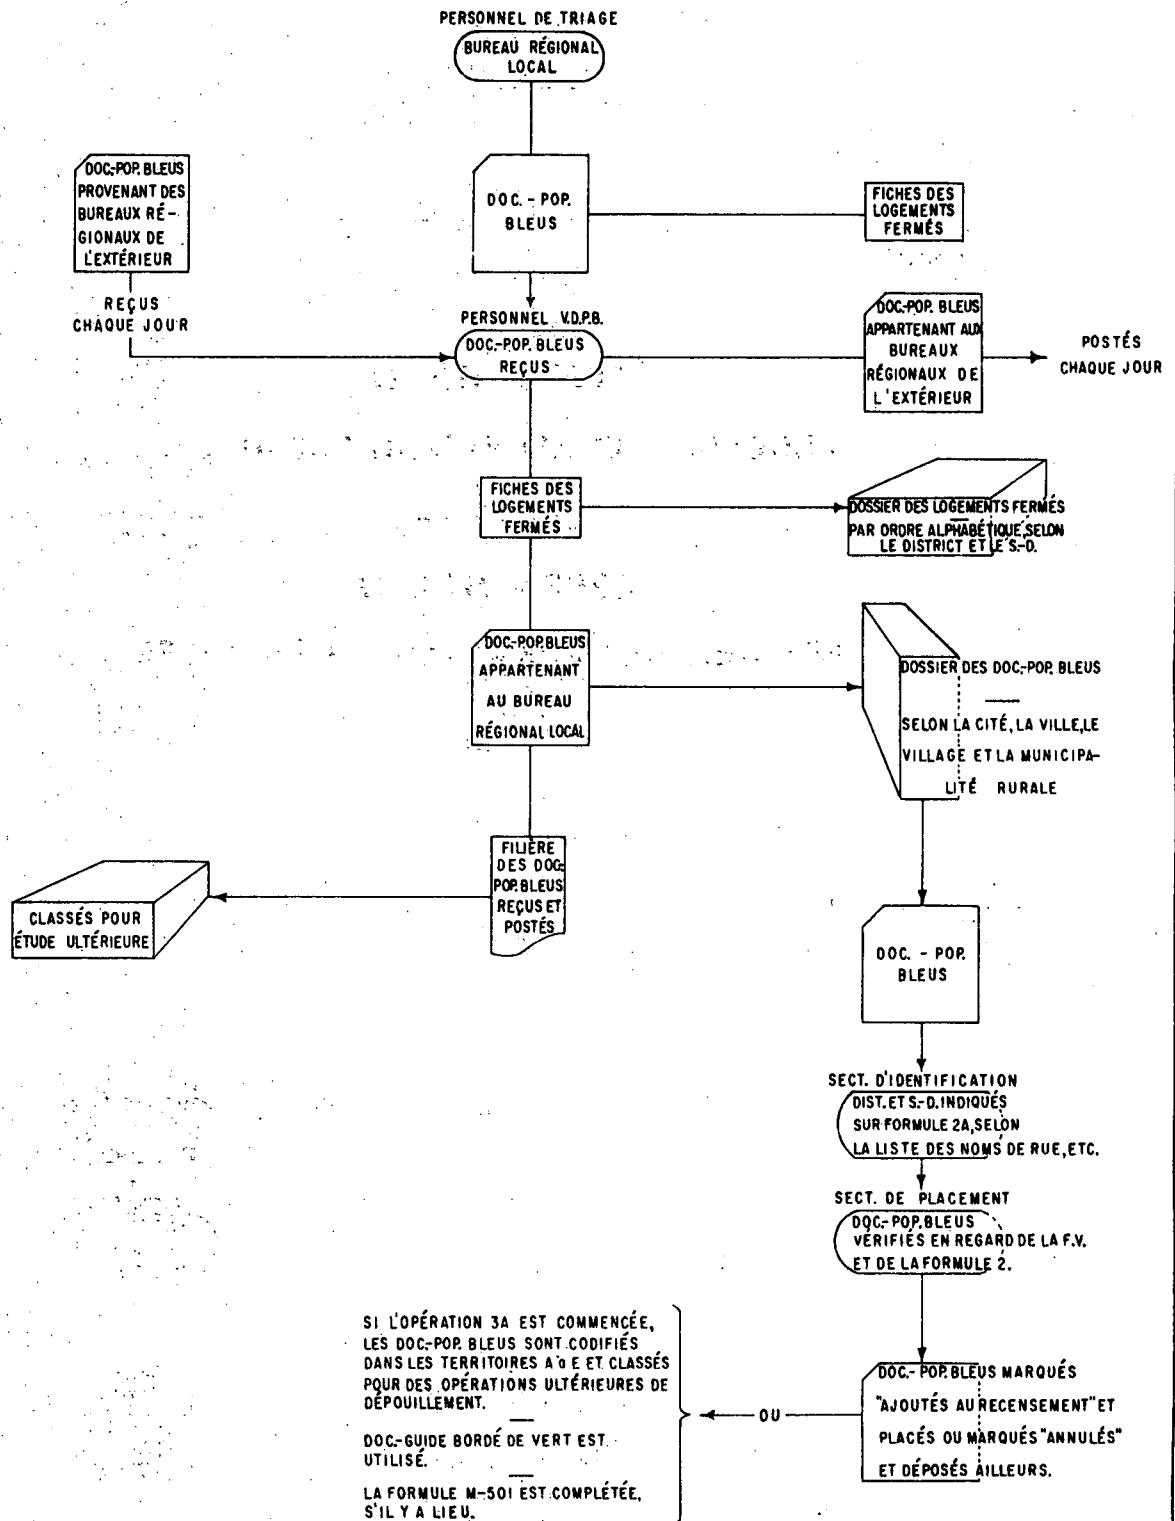 PERSONNEL DE TRIAGE
BUREAU RÉGIONAL
LOCAL
DOC.-POP. BLEUS
PROVENANT DES
BUREAUX RÉ-
GIONAUX DE
L'EXTÉRIEUR
DOC. - POP.
BLEUS
FICHES DES
LOGEMENTS
FERMÉS
REÇUS
CHAQUE JOUR
PERSONNEL V.D.P.B.
DOC.-POP. BLEUS
REÇUS
DOC.-POP. BLEUS
APPARTENANT AUX
BUREAUX
RÉGIONAUX DE
L'EXTÉRIEUR
POSTÉS
CHAQUE JOUR
FICHES DES
LOGEMENTS
FERMÉS
DOSSIER DES LOGEMENTS FERMÉS
PAR ORDRE ALPHABÉTIQUE, SELON
LE DISTRICT ET LE S.-D.
DOC.-POP. BLEUS
APPARTENANT
AU BUREAU
RÉGIONAL LOCAL
DOSSIER DES DOC.-POP. BLEUS
SELON LA CITÉ, LA VILLE, LE
VILLAGE ET LA MUNICIPA-
LITÉ RURALE
FILIÈRE
DES DOC.-
POP. BLEUS
REÇUS ET
POSTÉS
CLASSÉS POUR
ÉTUDE ULTÉRIEURE
DOC. - POP.
BLEUS
SECT. D'IDENTIFICATION
DIST. ET S.-D. INDIQUÉS
SUR FORMULE 2A, SELON
LA LISTE DES NOMS DE RUE, ETC.
SECT. DE PLACEMENT
DOC.-POP. BLEUS
VÉRIFIÉS EN REGARD DE LA F.V.
ET DE LA FORMULE 2.
SI L'OPÉRATION 3A EST COMMENCÉE,
LES DOC.-POP. BLEUS SONT CODIFIÉS
DANS LES TERRITOIRES A à E ET CLASSÉS
POUR DES OPÉRATIONS ULTÉRIEURES DE
DÉPOUILLEMENT.
DOC.-GUIDE BORDÉ DE VERT EST
UTILISÉ.
LA FORMULE M-501 EST COMPLÉTÉE,
S'IL Y A LIEU.
OU
DOC.- POP. BLEUS MARQUÉS
"AJOUTÉS AU RECENSEMENT" ET
PLACÉS OU MARQUÉS "ANNULÉS"
ET DÉPOSÉS AILLEURS.